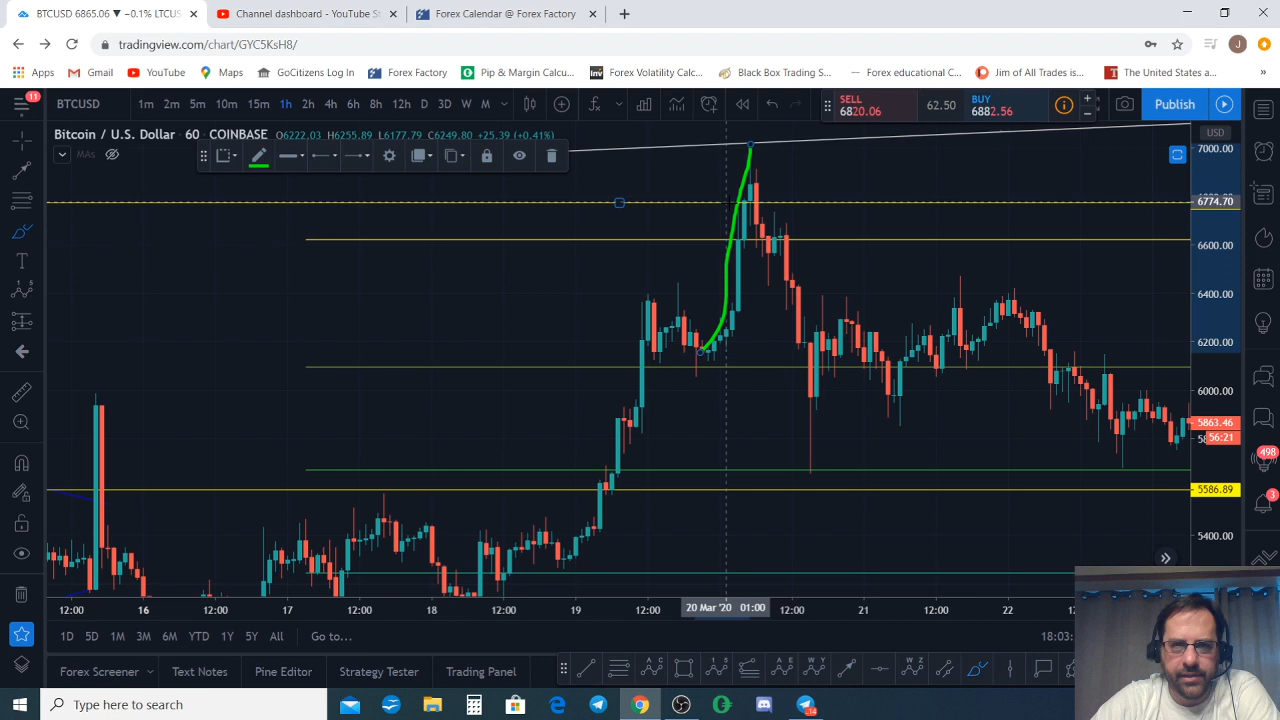 BTCUSD 6865.06 ▼ −0.1% LTCUS
Channel dashboard - YouTube St
Forex Calendar @ Forex Factory
tradingview.com/chart/GYC5KsH8/
J
Apps
Gmail
YouTube
Maps
GoCitizens Log In
ForexFactory
Pip & Margin Calcu...
Forex Volatility Calc...
Black Box Trading S...
Forex educational C...
Jim of All Trades is...
The United States a...
»
11
BTCUSD
1m 2m 5m 10m 15m 1h 2h 4h 6h 8h 12h D 3D W M
SELL
6820.06
62.50
BUY
6882.56
Publish
Bitcoin / U.S. Dollar · 60 · COINBASE O6222.03 H6255.89 L6177.79 C6249.80 +25.39 (+0.41%)
MAs
USD
7000.00
6774.70
6600.00
6400.00
6200.00
6000.00
5863.46
56:21
5586.89
5400.00
498
3
12:00 16 12:00 17 12:00 18 12:00 19 12:00 20 Mar '20 01:00 12:00 21 12:00 22
1D 5D 1M 3M 6M YTD 1Y 5Y All Go to...
18:03:
Forex Screener
Text Notes
Pine Editor
Strategy Tester
Trading Panel
Type here to search
14